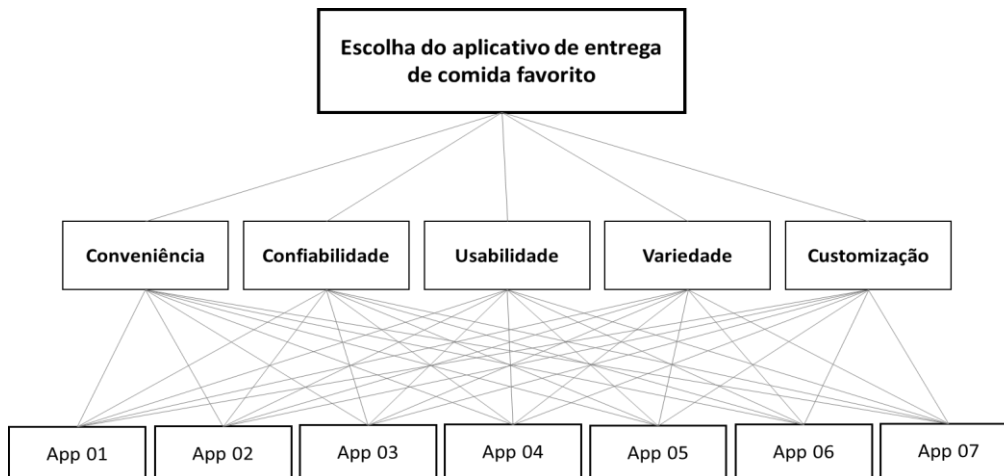 Escolha do aplicativo de entrega
de comida favorito
Conveniência
Confiabilidade
Usabilidade
Variedade
Customização
App 01
App 02
App 03
App 04
App 05
App 06
App 07